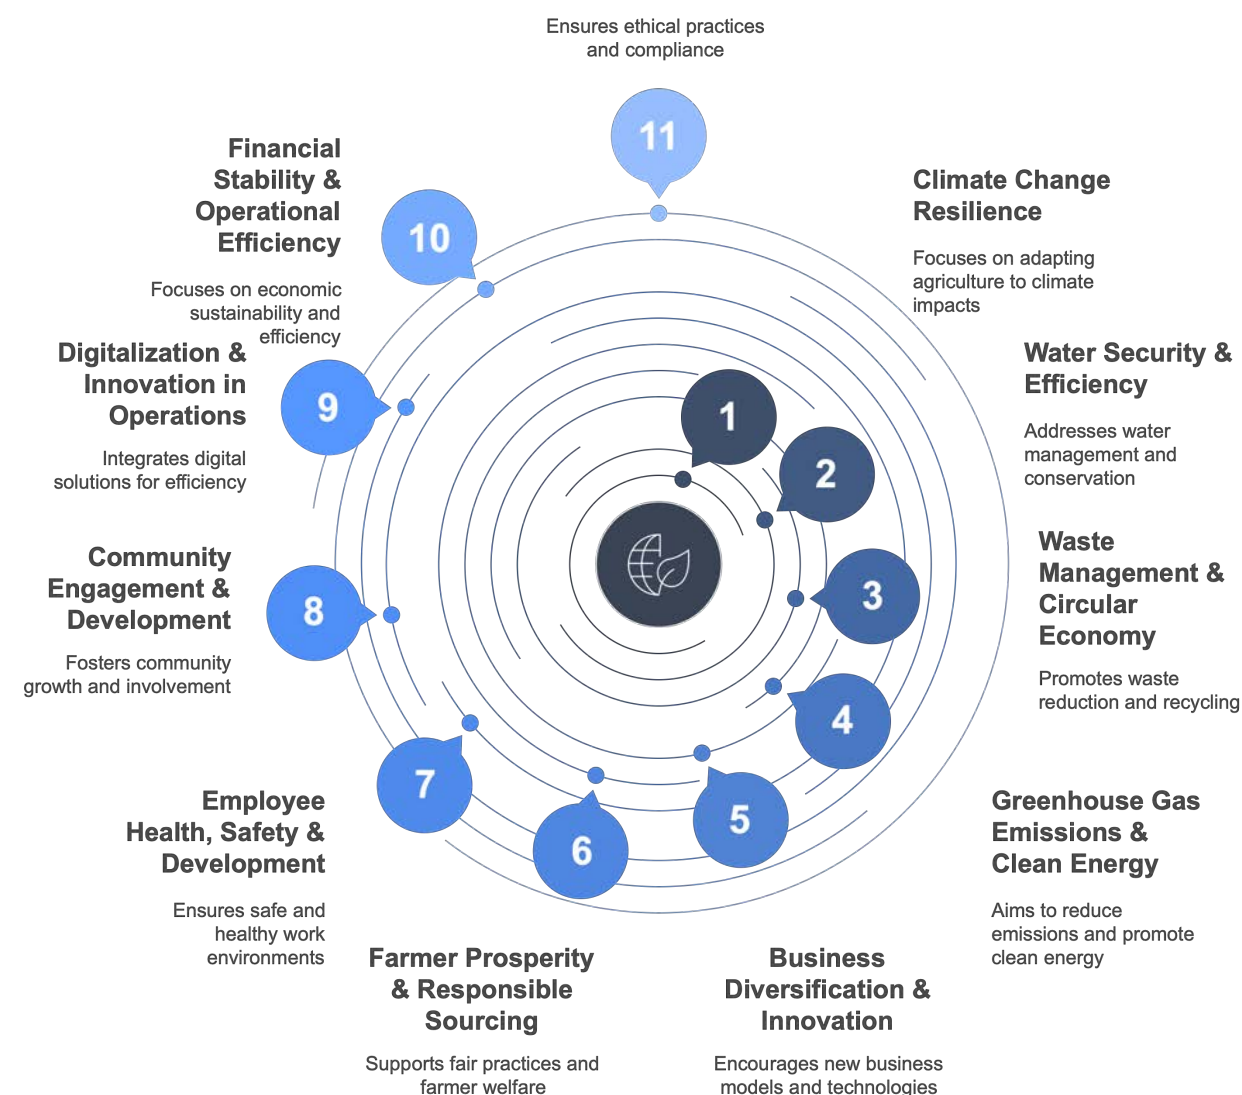 Ensures ethical practices
and compliance
11
Climate Change
Resilience
Focuses on adapting
agriculture to climate
impacts
1
Water Security &
Efficiency
Addresses water
management and
conservation
2
Waste
Management &
Circular
Economy
Promotes waste
reduction and recycling
3
Greenhouse Gas
Emissions &
Clean Energy
Aims to reduce
emissions and promote
clean energy
4
Business
Diversification &
Innovation
Encourages new business
models and technologies
5
Farmer Prosperity
& Responsible
Sourcing
Supports fair practices and
farmer welfare
6
Employee
Health, Safety &
Development
Ensures safe and
healthy work
environments
7
Community
Engagement &
Development
Fosters community
growth and involvement
8
Digitalization &
Innovation in
Operations
Integrates digital
solutions for efficiency
9
Financial
Stability &
Operational
Efficiency
Focuses on economic
sustainability and
efficiency
10